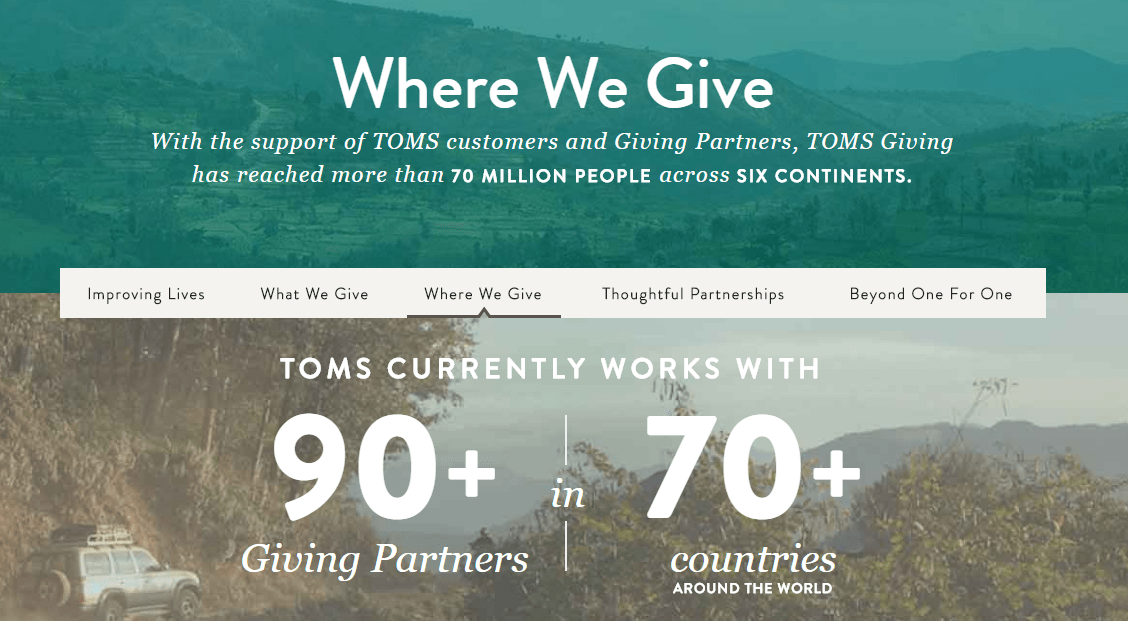 Where We Give
With the support of TOMS customers and Giving Partners, TOMS Giving
has reached more than 70 MILLION PEOPLE across SIX CONTINENTS.
Improving Lives
What We Give
Where We Give
Thoughtful Partnerships
Beyond One For One
TOMS CURRENTLY WORKS WITH
90+
Giving Partners
in
70+
countries
AROUND THE WORLD